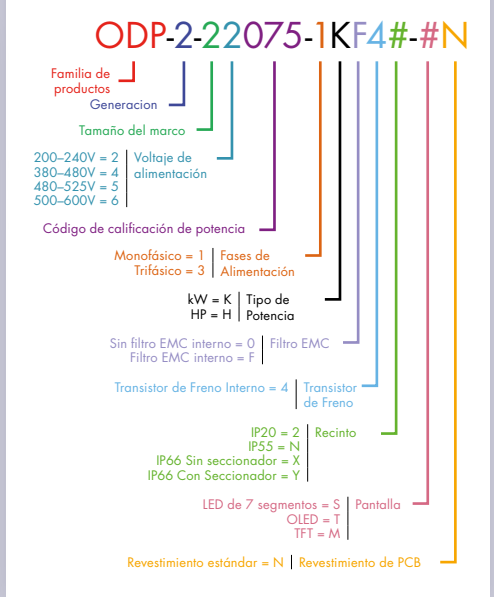 ODP-2-22075-1KF4#-#N
Familia de
productos
Generacion
Tamaño del marco
200–240V = 2
380–480V = 4
480–525V = 5
500–600V = 6
Voltaje de
alimentación
Código de calificación de potencia
Monofásico = 1
Trifásico = 3
Fases de
Alimentación
kW = K
HP = H
Tipo de
Potencia
Sin filtro EMC interno = 0
Filtro EMC interno = F
Filtro EMC
Transistor de Freno Interno = 4
Transistor
de Freno
IP20 = 2
IP55 = N
IP66 Sin seccionador = X
IP66 Con Seccionador = Y
Recinto
LED de 7 segmentos = S
OLED = T
TFT = M
Pantalla
Revestimiento estándar = N
Revestimiento de PCB